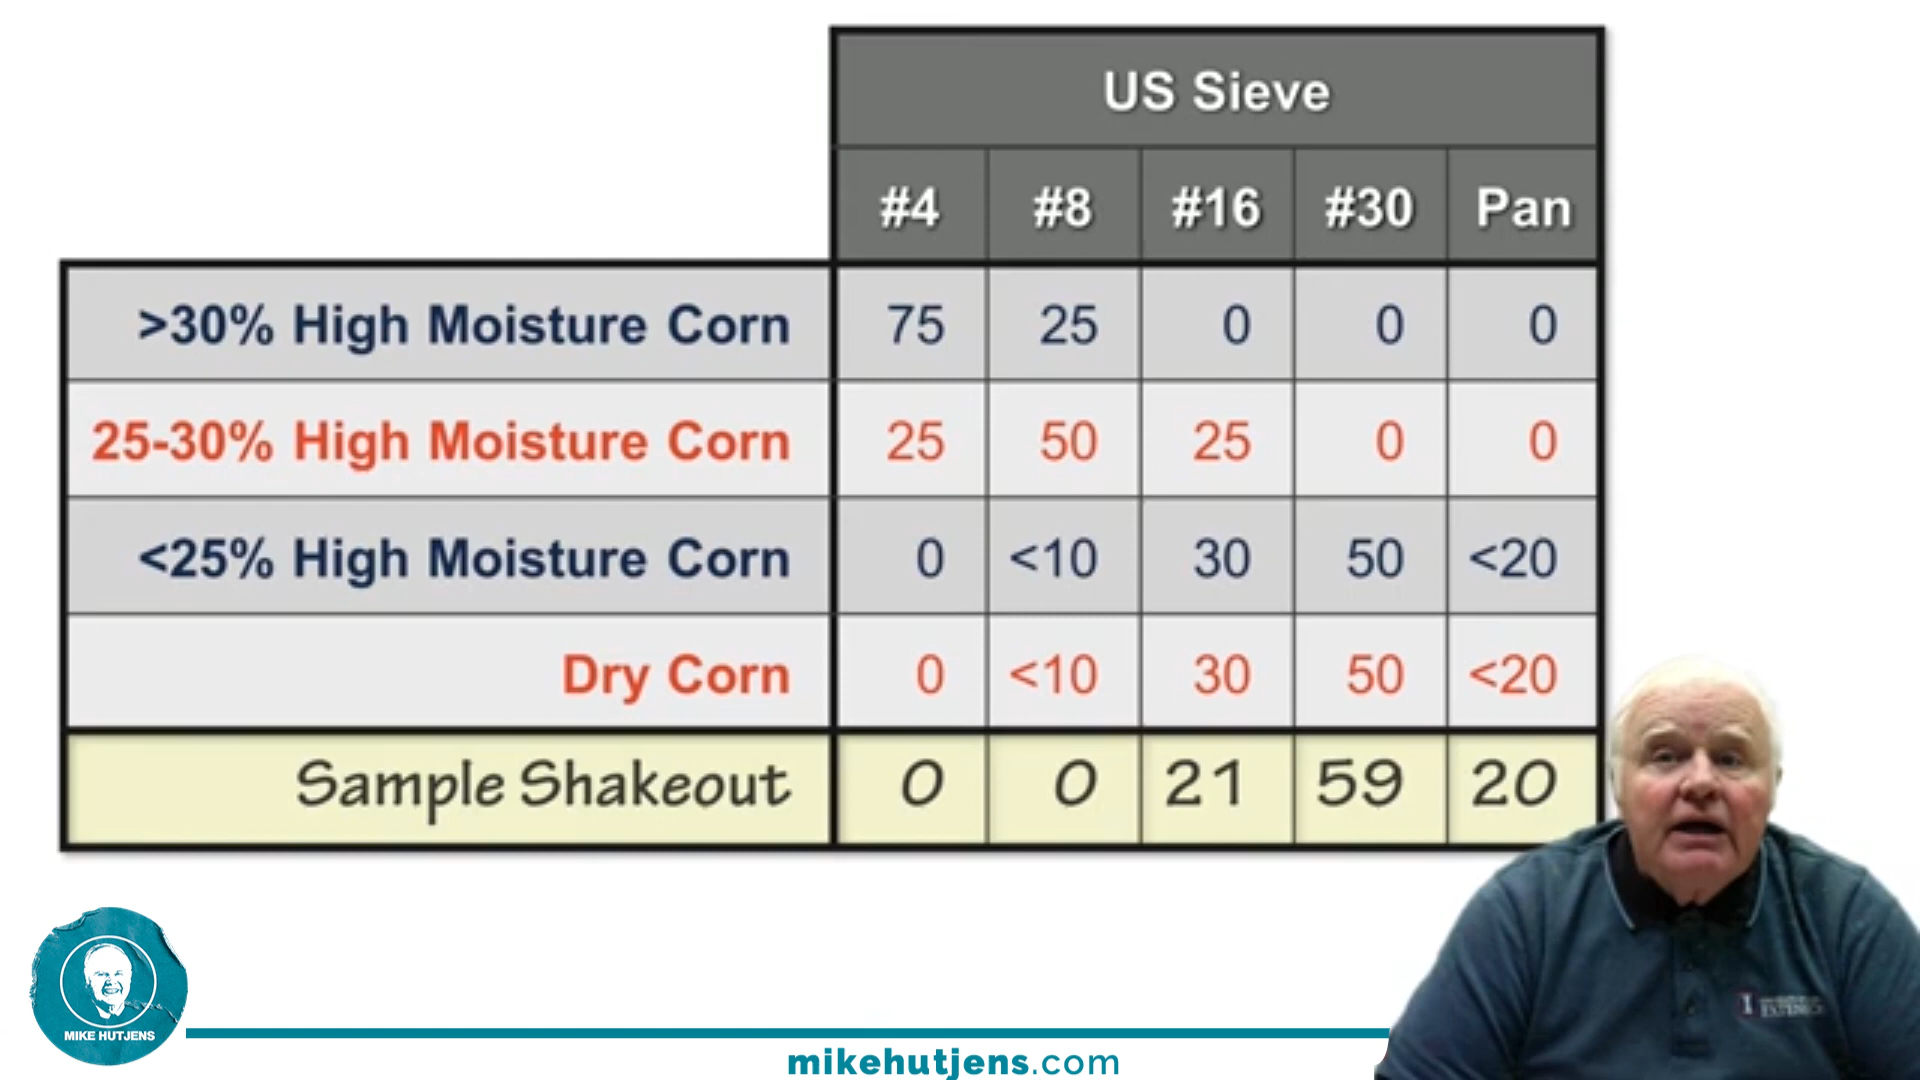 US Sieve
#4 #8 #16 #30 Pan
>30% High Moisture Corn 75 25 0 0 0
25-30% High Moisture Corn 25 50 25 0 0
<25% High Moisture Corn 0 <10 30 50 <20
Dry Corn 0 <10 30 50 <20
Sample Shakeout 0 0 21 59 20
I
EXTENSION
MIKE HUTJENS
mikehutjens.com